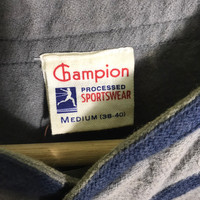 Champion
PROCESSED
SPORTSWEAR
MEDIUM (38-40)